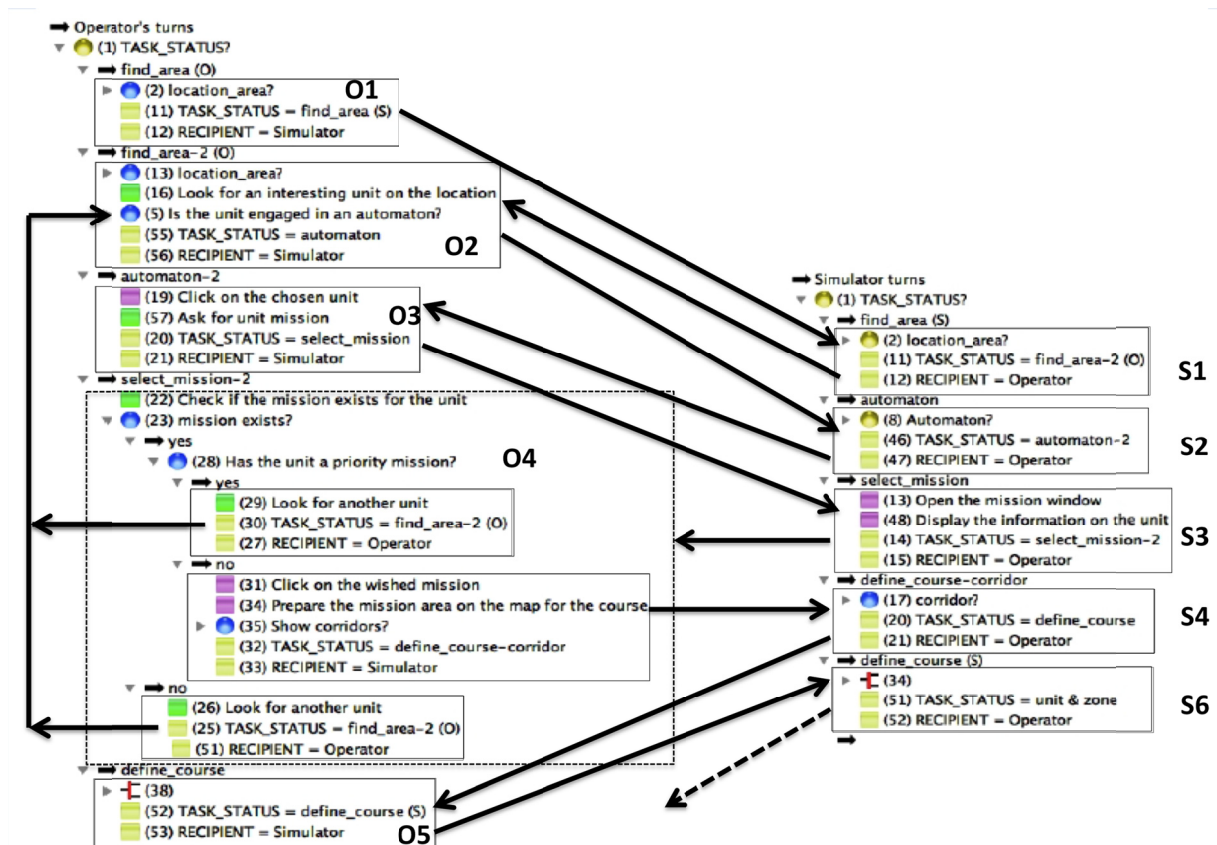 Operator's turns
(1) TASK_STATUS?
find_area (O)
(2) location_area?
O1
(11) TASK_STATUS = find_area (S)
(12) RECIPIENT = Simulator
find_area-2 (O)
(13) location_area?
(16) Look for an interesting unit on the location
(5) Is the unit engaged in an automaton?
(55) TASK_STATUS = automaton
O2
(56) RECIPIENT = Simulator
automaton-2
(19) Click on the chosen unit
(57) Ask for unit mission
O3
(20) TASK_STATUS = select_mission
(21) RECIPIENT = Simulator
select_mission-2
(22) Check if the mission exists for the unit
(23) mission exists?
yes
(28) Has the unit a priority mission?
O4
yes
(29) Look for another unit
(30) TASK_STATUS = find_area-2 (O)
(27) RECIPIENT = Operator
no
(31) Click on the wished mission
(34) Prepare the mission area on the map for the course
(35) Show corridors?
(32) TASK_STATUS = define_course-corridor
(33) RECIPIENT = Simulator
no
(26) Look for another unit
(25) TASK_STATUS = find_area-2 (O)
(51) RECIPIENT = Operator
define_course
(38)
(52) TASK_STATUS = define_course (S)
(53) RECIPIENT = Simulator
O5
Simulator turns
(1) TASK_STATUS?
find_area (S)
(2) location_area?
(11) TASK_STATUS = find_area-2 (O)
S1
(12) RECIPIENT = Operator
automaton
(8) Automaton?
(46) TASK_STATUS = automaton-2
S2
(47) RECIPIENT = Operator
select_mission
(13) Open the mission window
(48) Display the information on the unit
(14) TASK_STATUS = select_mission-2
S3
(15) RECIPIENT = Operator
define_course-corridor
(17) corridor?
(20) TASK_STATUS = define_course
S4
(21) RECIPIENT = Operator
define_course (S)
(34)
(51) TASK_STATUS = unit & zone
S6
(52) RECIPIENT = Operator